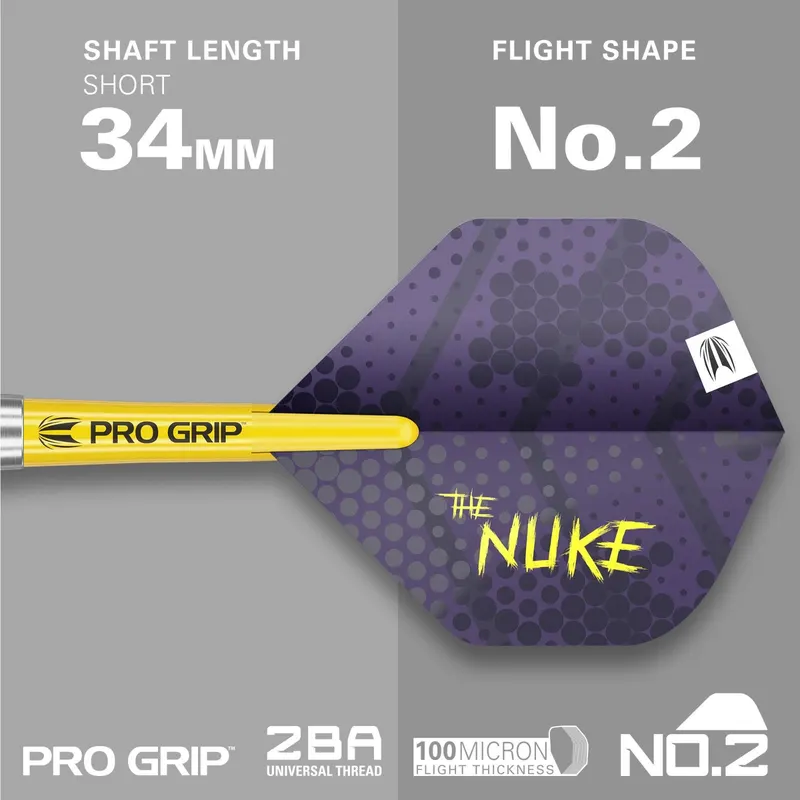 SHAFT LENGTH
SHORT
34MM
FLIGHT SHAPE
No.2
PRO GRIP™
THE
NUKE
PRO GRIP™
2BA
UNIVERSAL THREAD
100MICRON
FLIGHT THICKNESS
NO.2